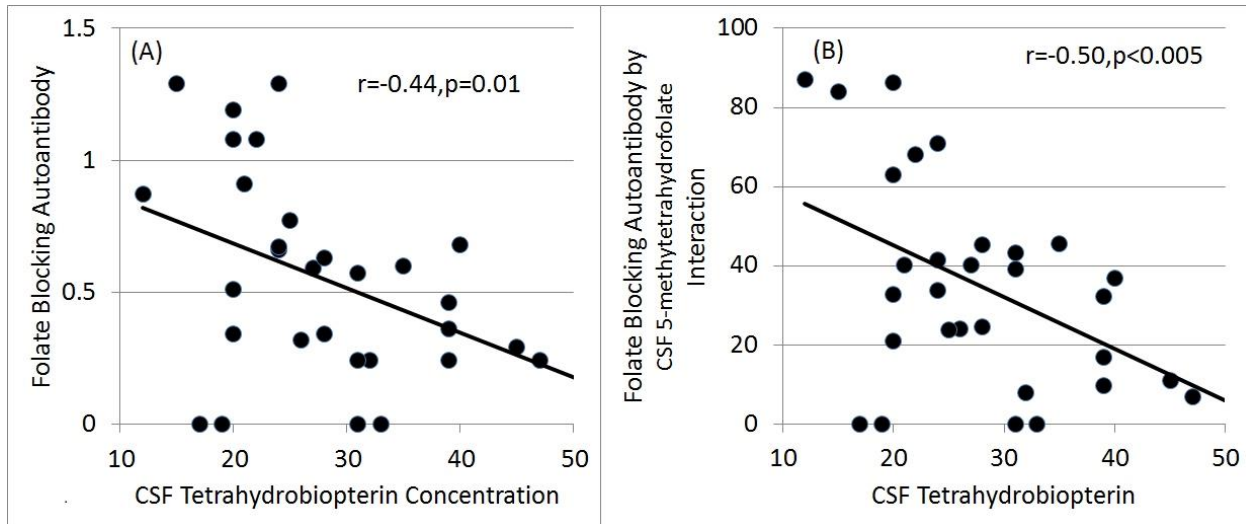 (A)
r=-0.44,p=0.01
Folate Blocking Autoantibody
1.5
1
0.5
0
10 20 30 40 50
CSF Tetrahydrobiopterin Concentration
(B)
r=-0.50,p<0.005
Folate Blocking Autoantibody by
CSF 5-methytetrahydrofolate
Interaction
100
80
60
40
20
0
10 20 30 40 50
CSF Tetrahydrobiopterin